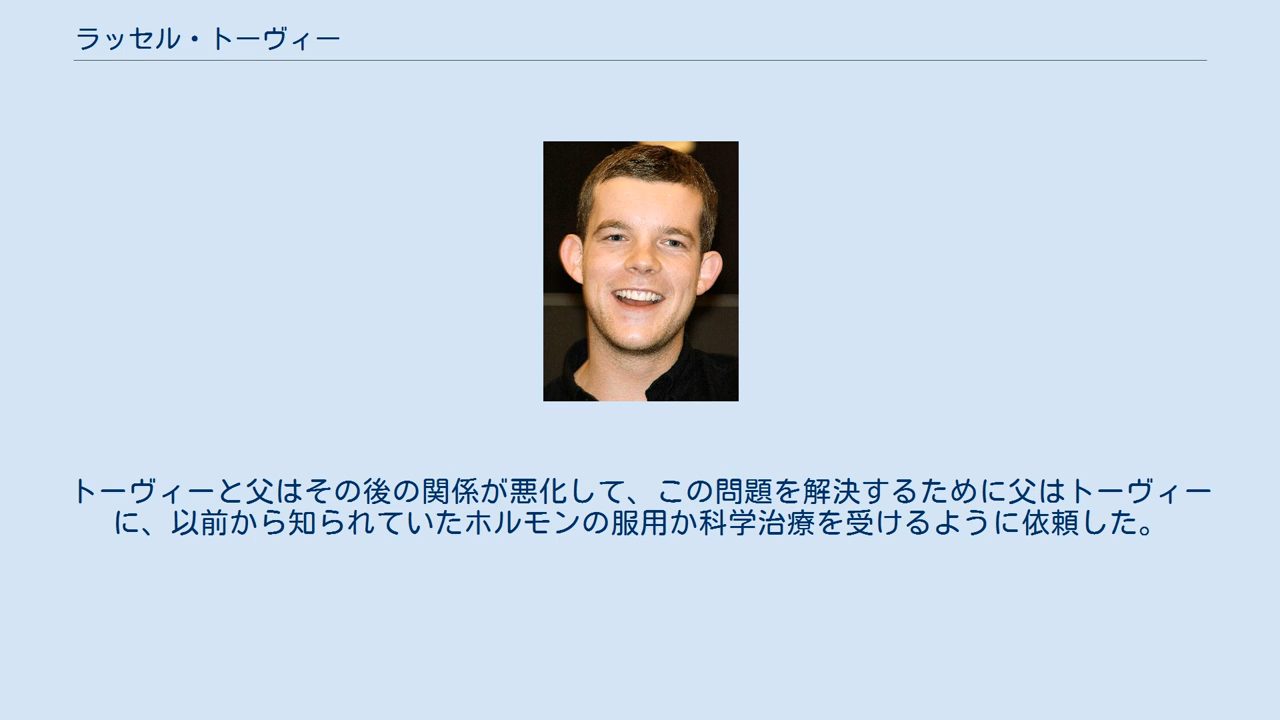 ラッセル・トーヴィー
トーヴィーと父はその後の関係が悪化して、この問題を解決するために父はトーヴィー
に、以前から知られていたホルモンの服用か科学治療を受けるように依頼した。